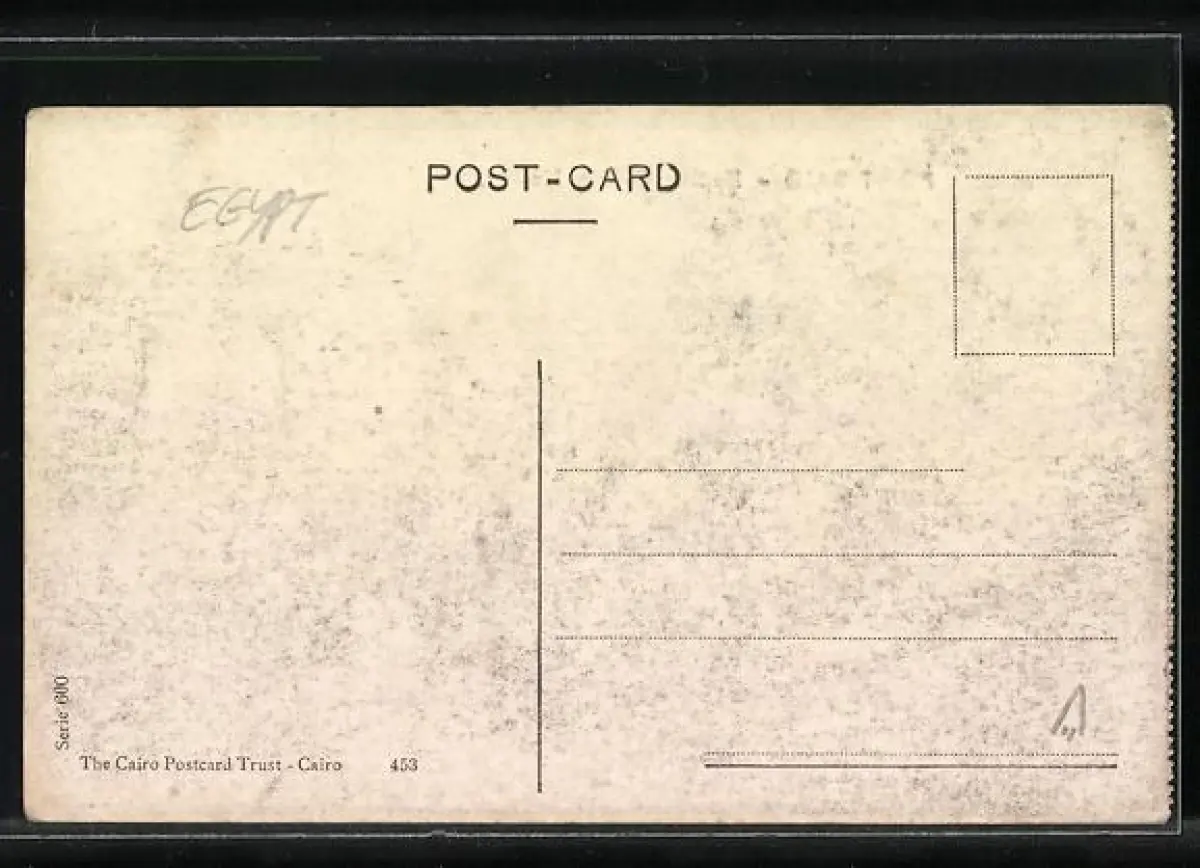 POST-CARD
EGYPT
Serie 600
The Cairo Postcard Trust - Cairo 453